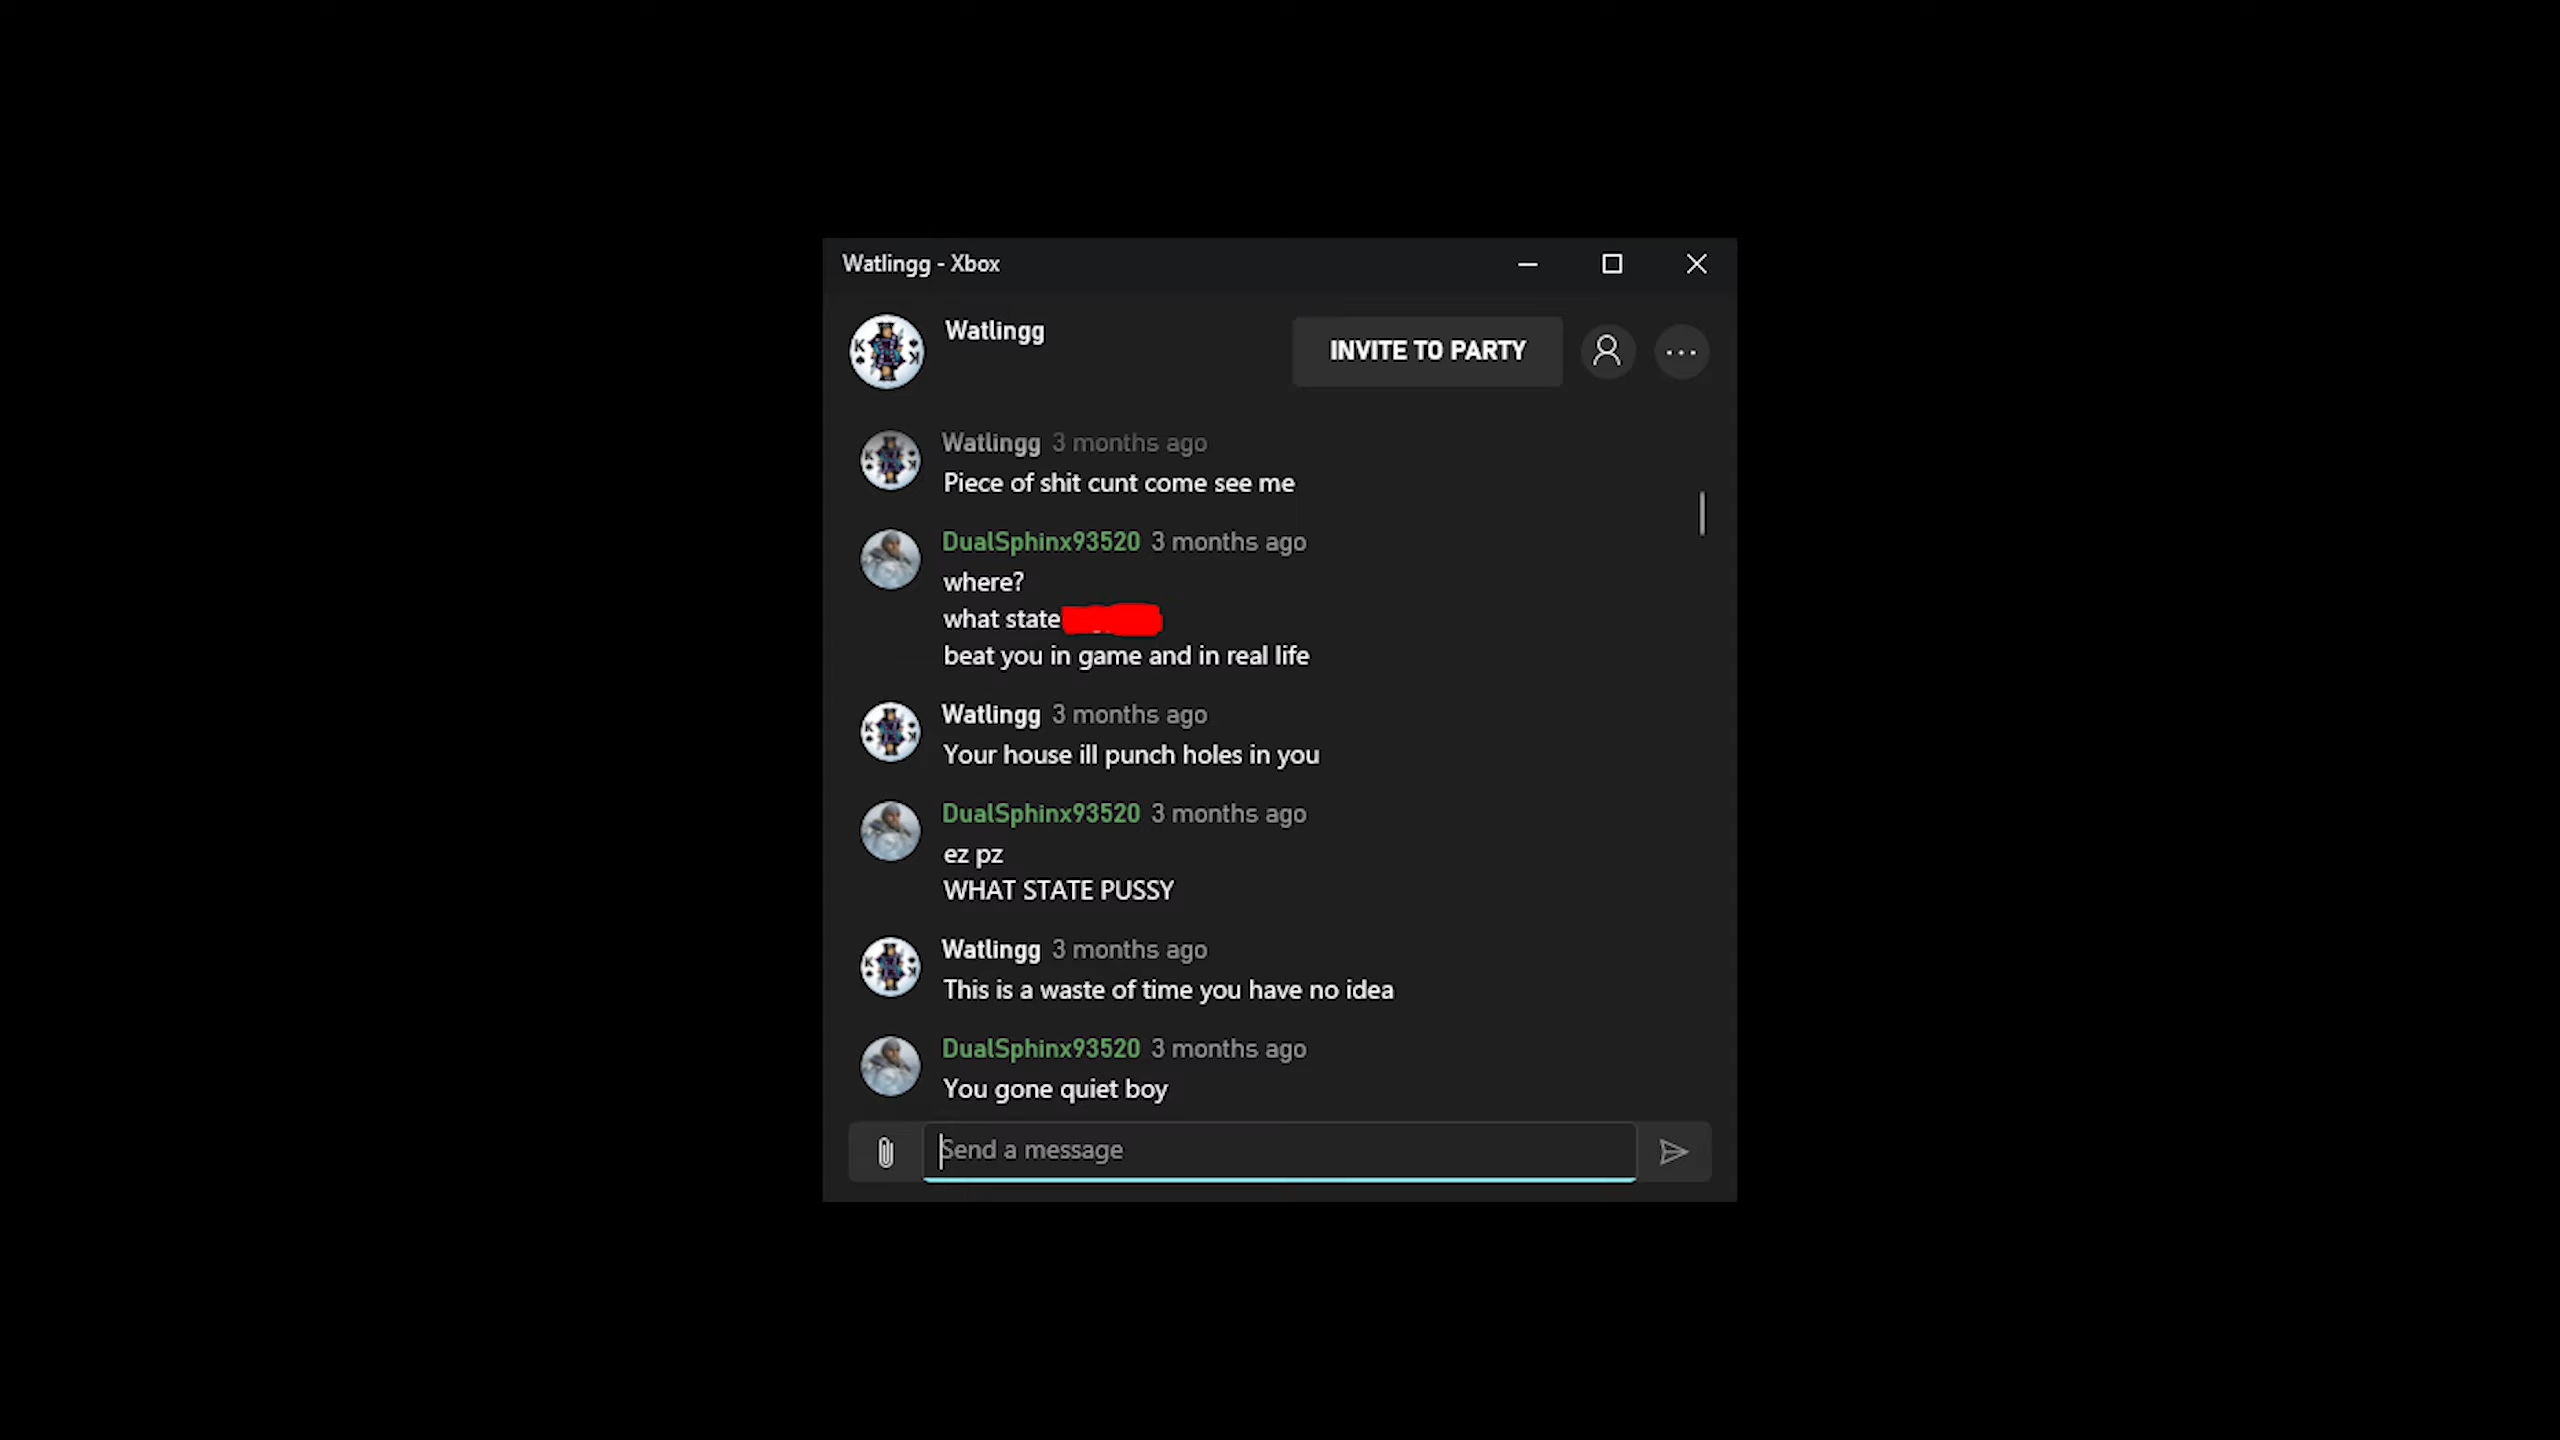 Watlingg - Xbox
Watlingg
INVITE TO PARTY
Watlingg 3 months ago
Piece of shit cunt come see me
DualSphinx93520 3 months ago
where?
what state
beat you in game and in real life
Watlingg 3 months ago
Your house ill punch holes in you
DualSphinx93520 3 months ago
ez pz
WHAT STATE PUSSY
Watlingg 3 months ago
This is a waste of time you have no idea
DualSphinx93520 3 months ago
You gone quiet boy
Send a message